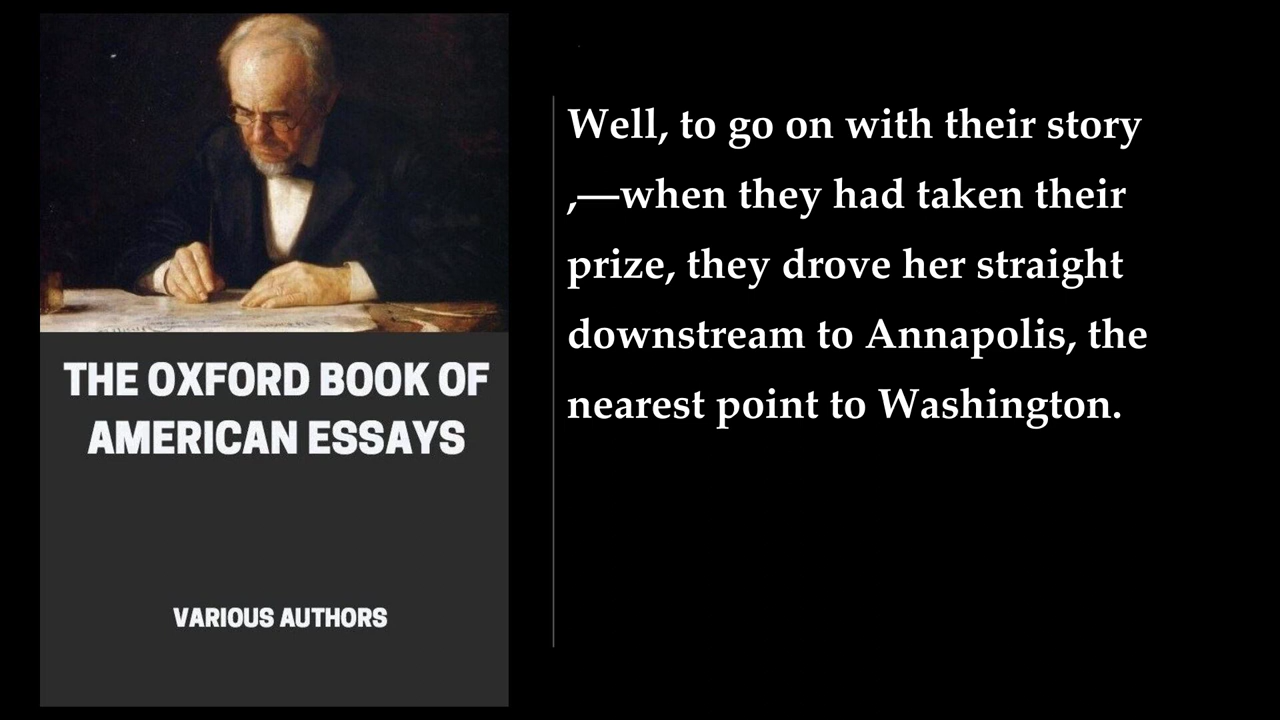 THE OXFORD BOOK OF
AMERICAN ESSAYS
VARIOUS AUTHORS
Well, to go on with their story
,—when they had taken their
prize, they drove her straight
downstream to Annapolis, the
nearest point to Washington.